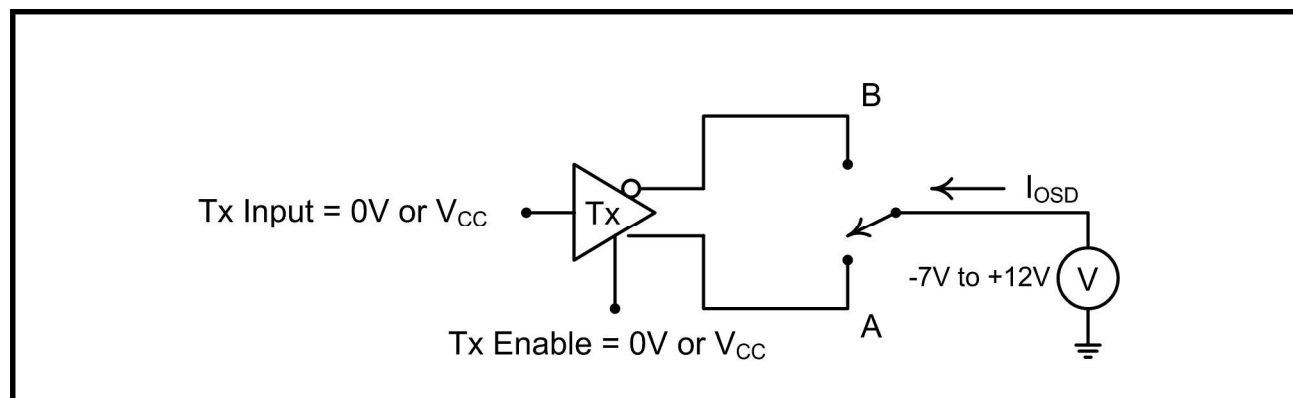 B
Tx Input = 0V or VCC
Tx
IOSD
-7V to +12V
V
A
Tx Enable = 0V or VCC